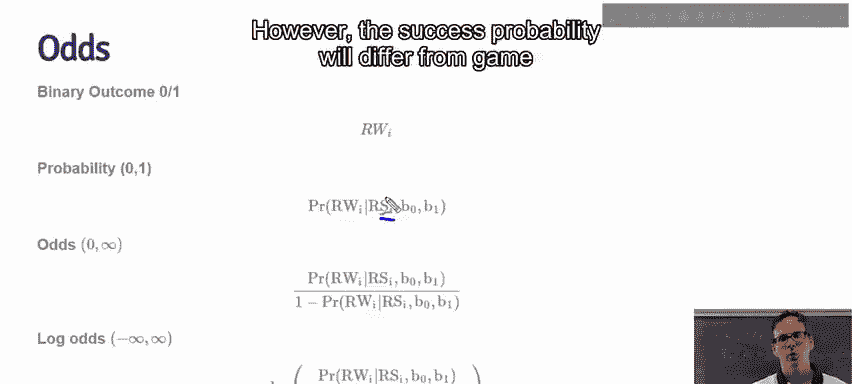 However, the success probability
will differ from game
Odds
Binary Outcome 0/1
RW_i
Probability (0,1)
Pr(RW_i|RS_i, b_0, b_1)
Odds (0, ∞)
Pr(RW_i|RS_i, b_0, b_1)
1 − Pr(RW_i|RS_i, b_0, b_1)
Log odds (−∞, ∞)
Pr(RW_i|RS_i, b_0, b_1)